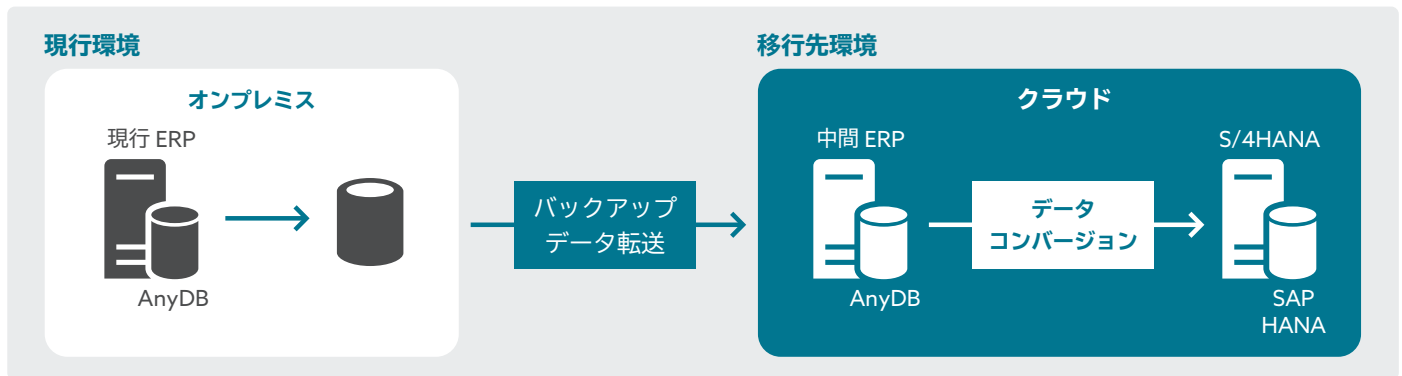 現行環境
オンプレミス
現行 ERP
AnyDB
バックアップ
データ転送
移行先環境
クラウド
中間 ERP
AnyDB
データ
コンバージョン
S/4HANA
SAP
HANA